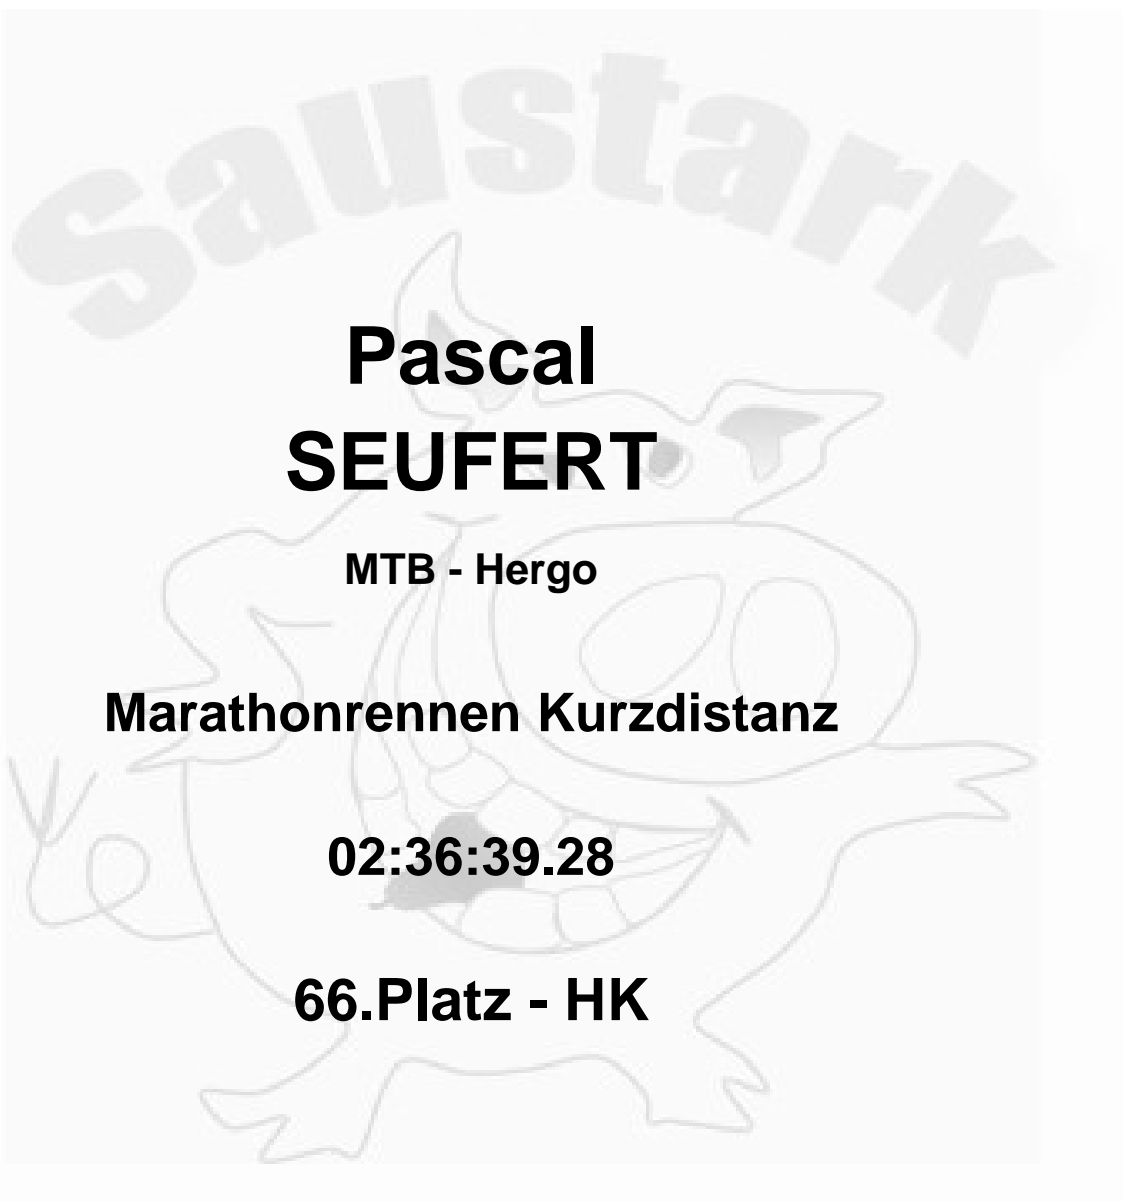 Saustark
Pascal
SEUFERT
MTB - Hergo
Marathonrennen Kurzdistanz
02:36:39.28
66.Platz - HK